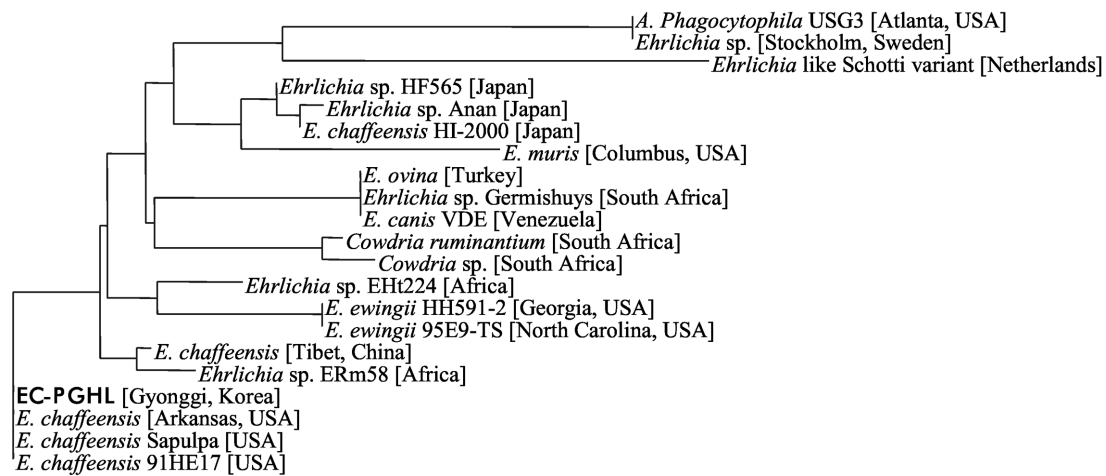 A. Phagocytophila USG3 [Atlanta, USA]
Ehrlichia sp. [Stockholm, Sweden]
Ehrlichia like Schotti variant [Netherlands]
Ehrlichia sp. HF565 [Japan]
Ehrlichia sp. Anan [Japan]
E. chaffeensis HI-2000 [Japan]
E. muris [Columbus, USA]
E. ovina [Turkey]
Ehrlichia sp. Germishuys [South Africa]
E. canis VDE [Venezuela]
Cowdria ruminantium [South Africa]
Cowdria sp. [South Africa]
Ehrlichia sp. EHt224 [Africa]
E. ewingii HH591-2 [Georgia, USA]
E. ewingii 95E9-TS [North Carolina, USA]
E. chaffeensis [Tibet, China]
Ehrlichia sp. ERm58 [Africa]
EC-PGHL [Gyonggi, Korea]
E. chaffeensis [Arkansas, USA]
E. chaffeensis Sapulpa [USA]
E. chaffeensis 91HE17 [USA]